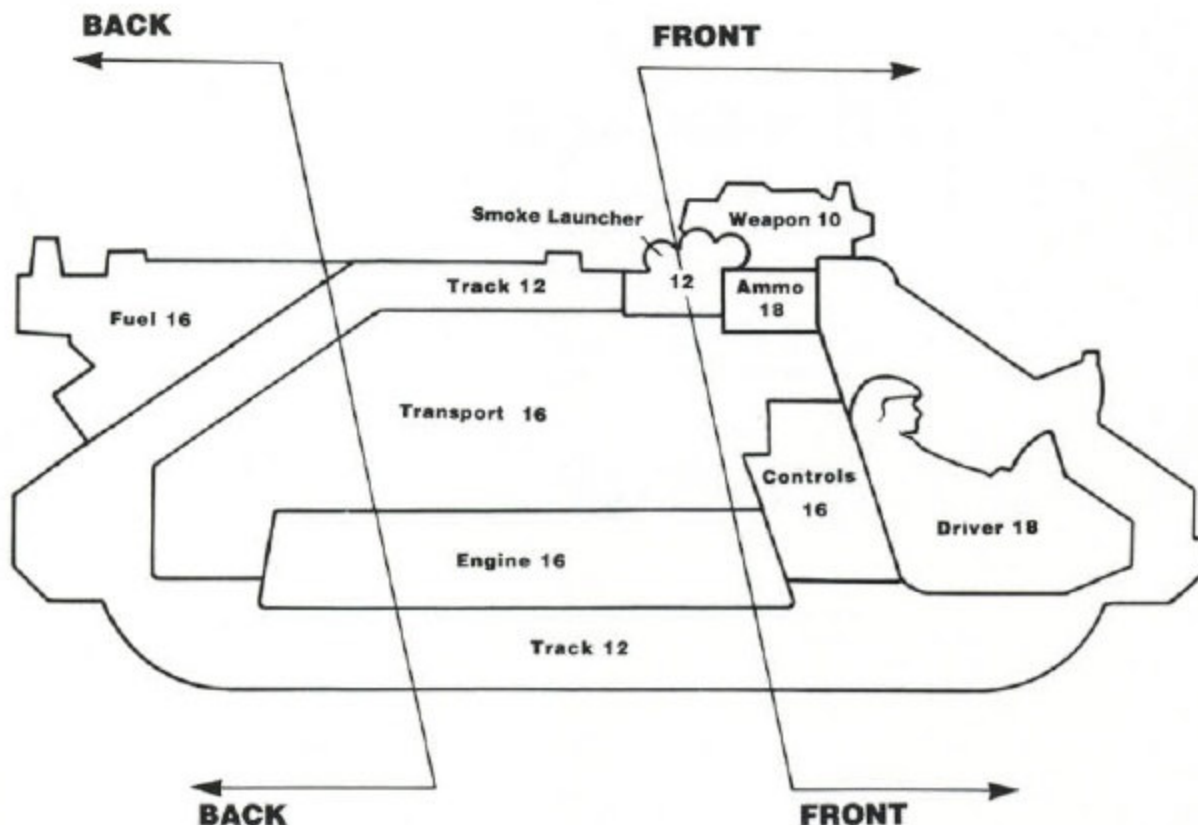 BACK
FRONT
Smoke Launcher
Weapon 10
Track 12
12
Ammo
18
Fuel 16
Transport 16
Controls
16
Driver 18
Engine 16
Track 12
BACK
FRONT